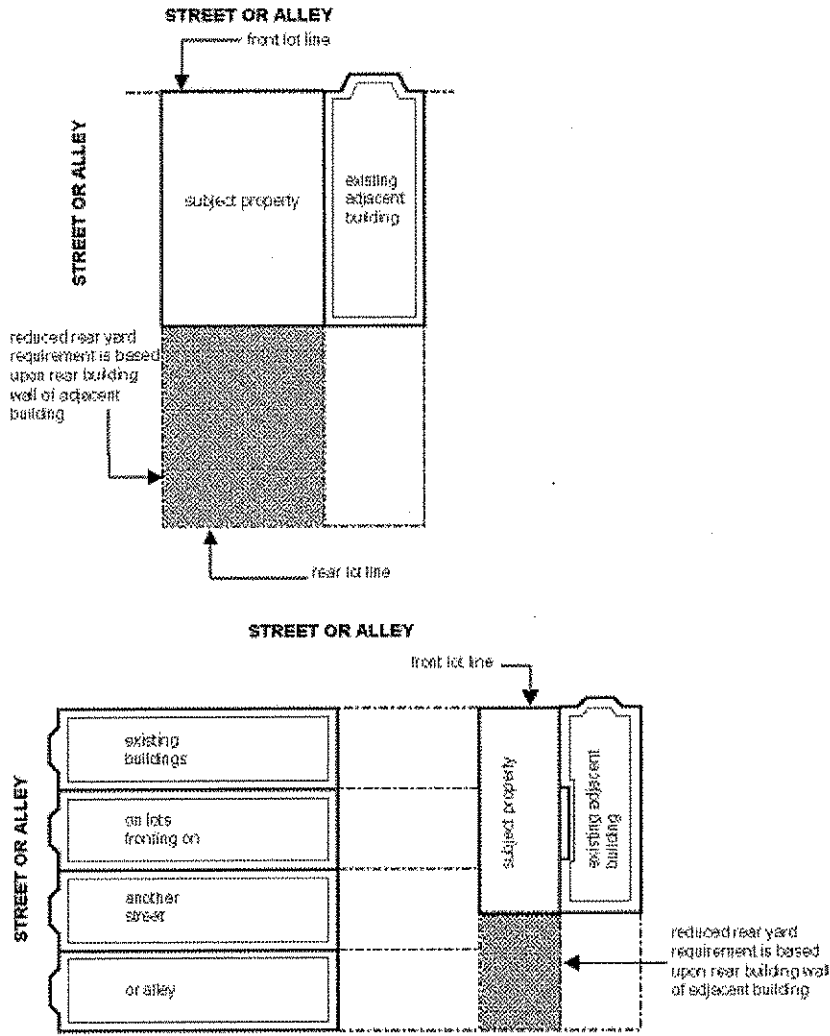 STREET OR ALLEY
front lot line
STREET OR ALLEY
subject property
existing
adjacent
building
reduced rear yard
requirement is based
upon rear building
wall of adjacent
building
rear lot line
STREET OR ALLEY
front lot line
STREET OR ALLEY
existing
buildings
on lots
fronting on
another
street
or alley
subject property
existing adjacent
building
reduced rear yard
requirement is based
upon rear building wall
of adjacent building